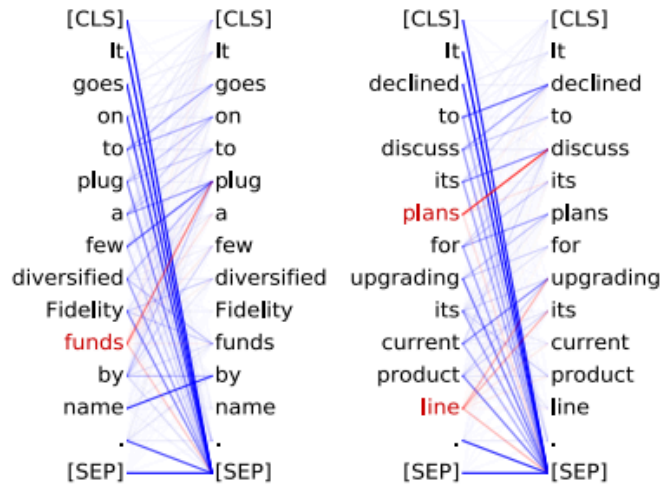 [CLS] [CLS] [CLS] [CLS]
It It It It
goes goes declined declined
on on to to
to to discuss discuss
plug plug its its
a a plans plans
few few for for
diversified diversified upgrading upgrading
Fidelity Fidelity its its
funds funds current current
by by product product
name name line line
. . . .
[SEP] [SEP] [SEP] [SEP]